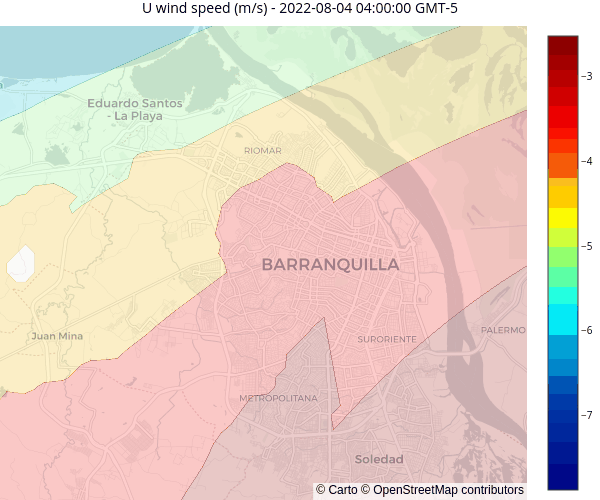 U wind speed (m/s) - 2022-08-04 04:00:00 GMT-5
Eduardo Santos
- La Playa
RIOMAR
BARRANQUILLA
Juan Mina
SURORIENTE
PALERMO
METROPOLITANA
Soledad
© Carto © OpenStreetMap contributors
−3
−4
−5
−6
−7